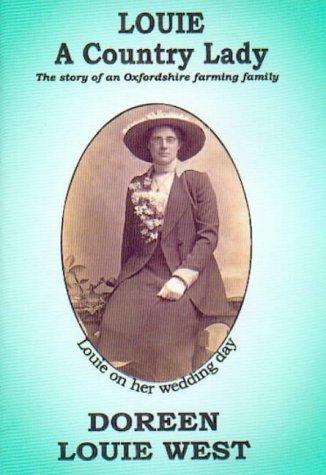 LOUIE
A Country Lady
The story of an Oxfordshire farming family
Louie on her wedding day
DOREEN
LOUIE WEST